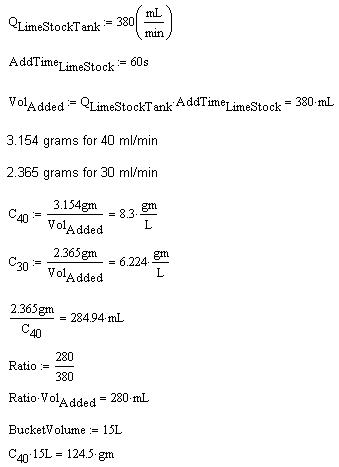 Q_LimeStockTank := 380(mL/min)
AddTime_LimeStock := 60s
Vol_Added := Q_LimeStockTank·AddTime_LimeStock = 380·mL
3.154 grams for 40 ml/min
2.365 grams for 30 ml/min
C_40 := 3.154gm/Vol_Added = 8.3·gm/L
C_30 := 2.365gm/Vol_Added = 6.224·gm/L
2.365gm/C_40 = 284.94·mL
Ratio := 280/380
Ratio·Vol_Added = 280·mL
BucketVolume := 15L
C_40·15L = 124.5·gm